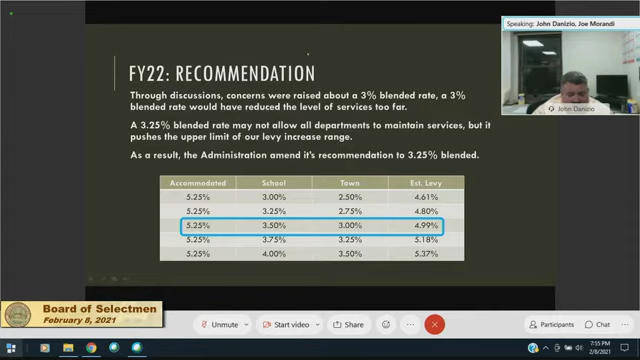 Speaking: John Danizio, Joe Morandi
FY22: RECOMMENDATION
Through discussions, concerns were raised about a 3% blended rate, a 3%
blended rate would have reduced the level of services too far.
A 3.25% blended rate may not allow all departments to maintain services, but it
pushes the upper limit of our levy increase range.
As a result, the Administration amend it's recommendation to 3.25% blended.
John Danizio
Accommodated School Town Est. Levy
5.25% 3.00% 2.50% 4.61%
5.25% 3.25% 2.75% 4.80%
5.25% 3.50% 3.00% 4.99%
5.25% 3.75% 3.25% 5.18%
5.25% 4.00% 3.50% 5.37%
Board of Selectmen
February 8, 2021
Unmute Start video Share Participants Chat
7:55 PM
2/8/2021